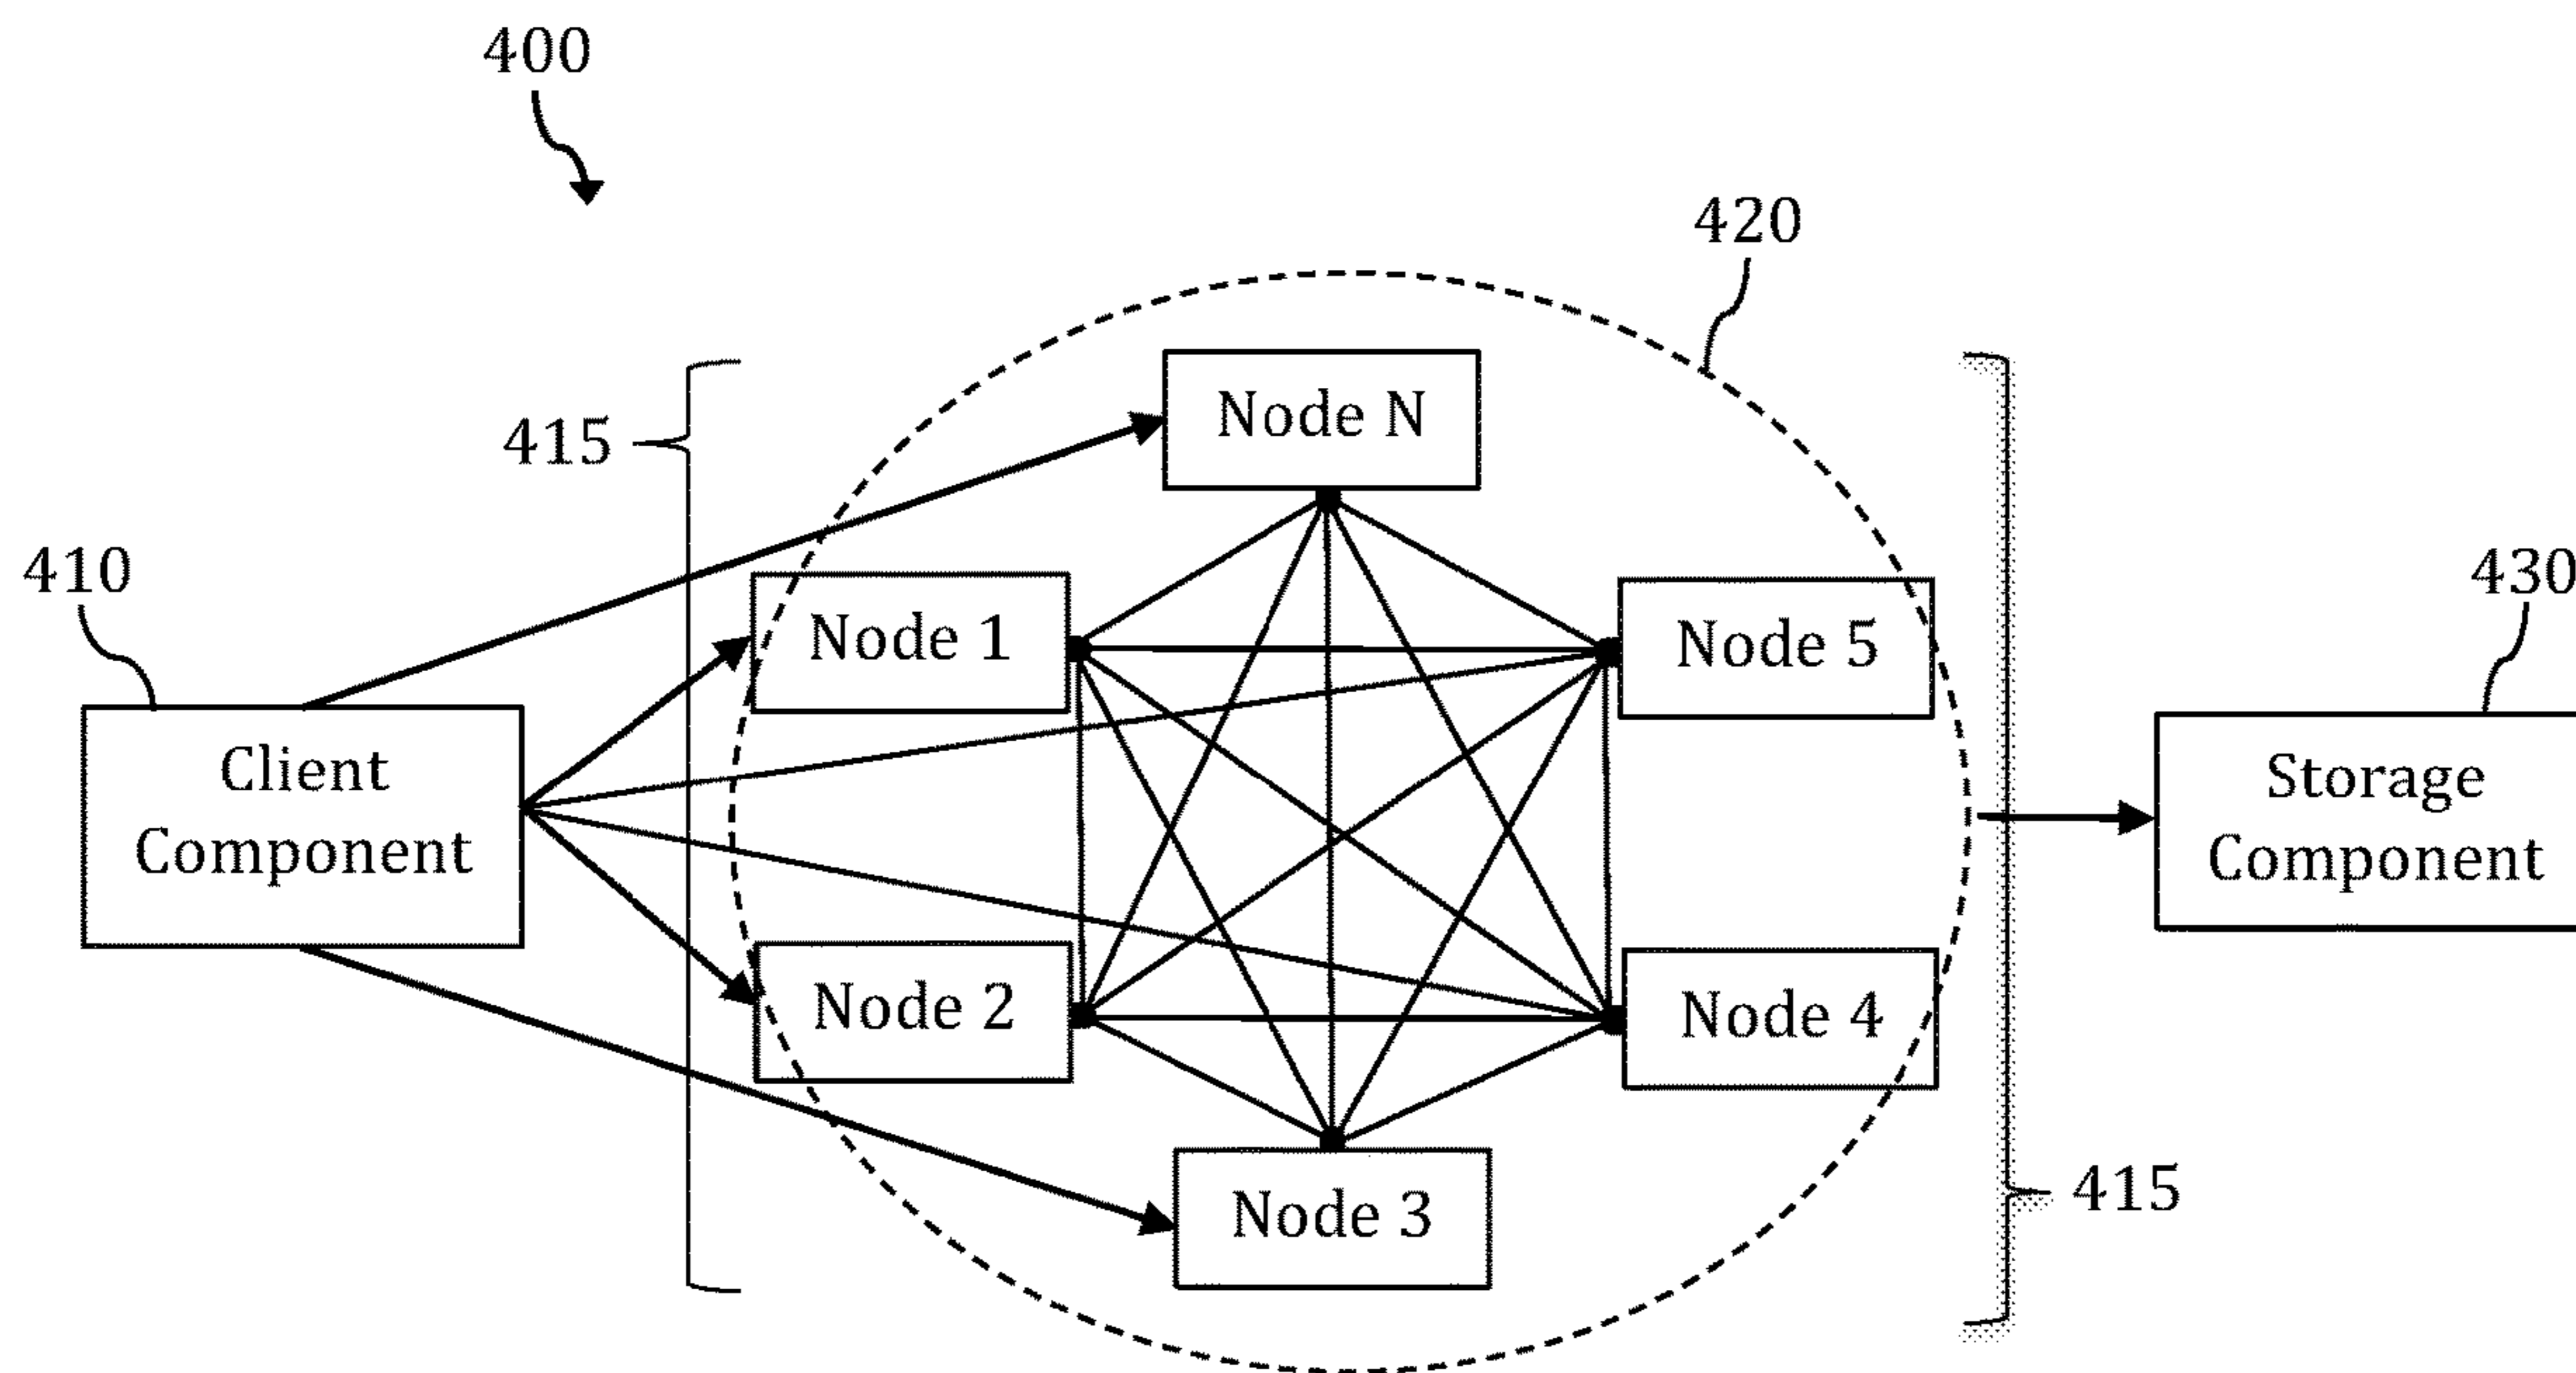 400
420
415
Node N
410
430
Node 1
Node 5
Client
Component
Storage
Component
Node 2
Node 4
415
Node 3